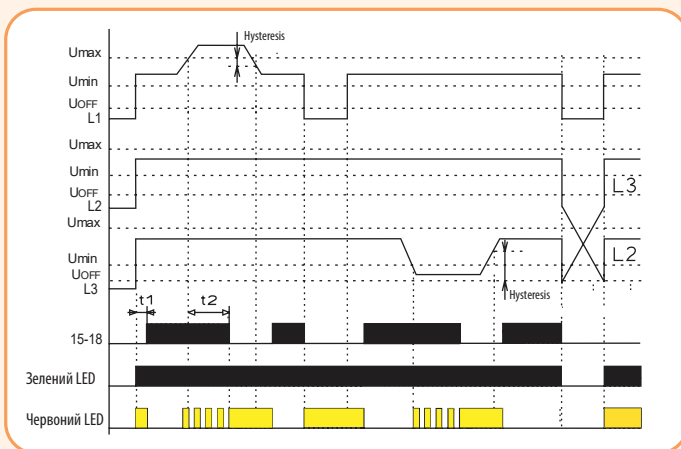 Hysteresis
Umax
Umin
UOFF
L1
Umax
Umin
UOFF
L2
L3
Umax
Umin
UOFF
L3
L2
Hysteresis
t1
t2
15-18
Зелений LED
Червоний LED